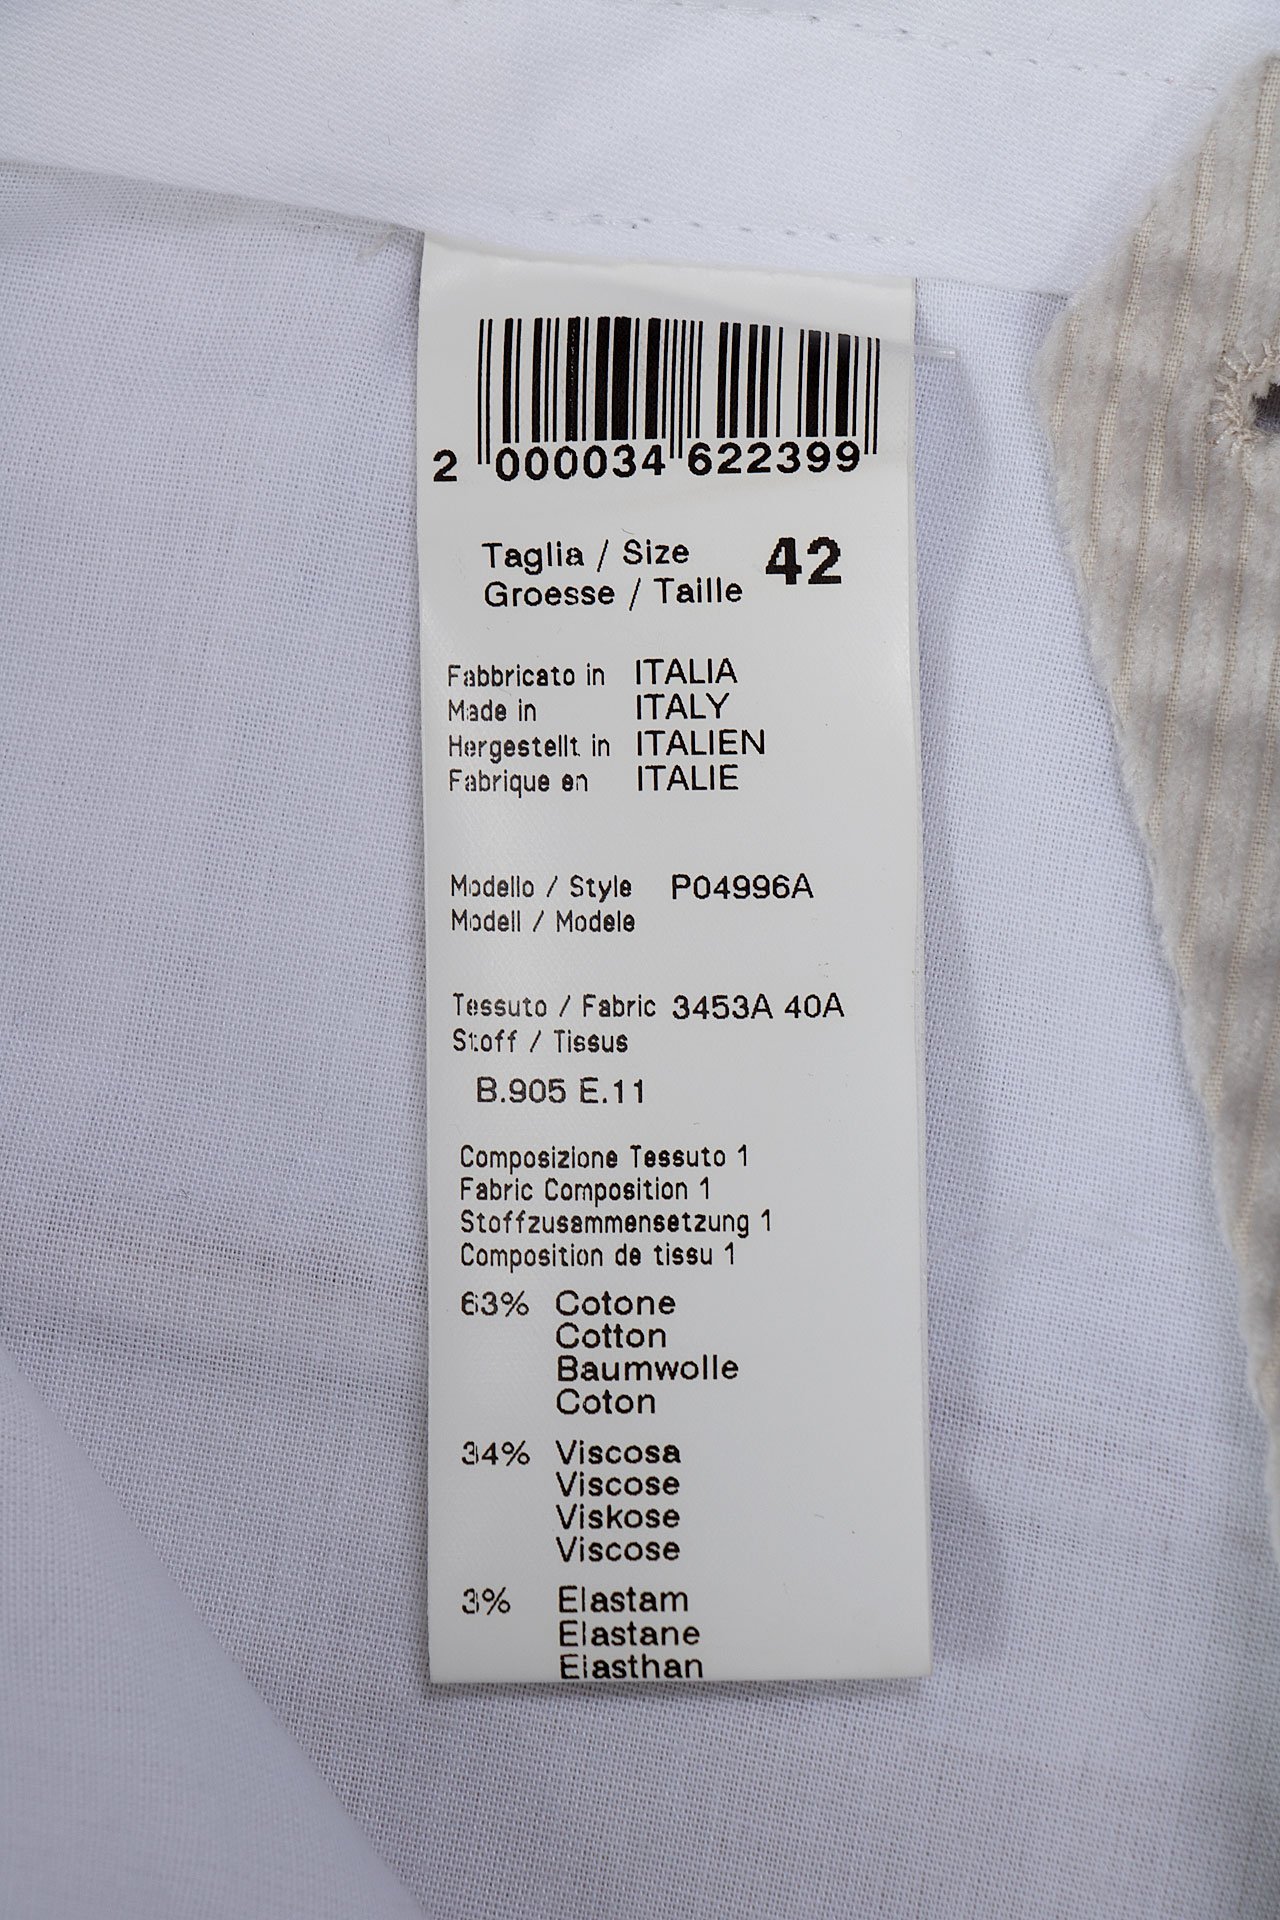 2 000034 622399
Taglia / Size 42
Groesse / Taille
Fabbricato in ITALIA
Made in ITALY
Hergestellt in ITALIEN
Fabrique en ITALIE
Modello / Style P04996A
Modell / Modele
Tessuto / Fabric 3453A 40A
Stoff / Tissus
B.905 E.11
Composizione Tessuto 1
Fabric Composition 1
Stoffzusammensetzung 1
Composition de tissu 1
63% Cotone
Cotton
Baumwolle
Coton
34% Viscosa
Viscose
Viskose
Viscose
3% Elastam
Elastane
Elasthan